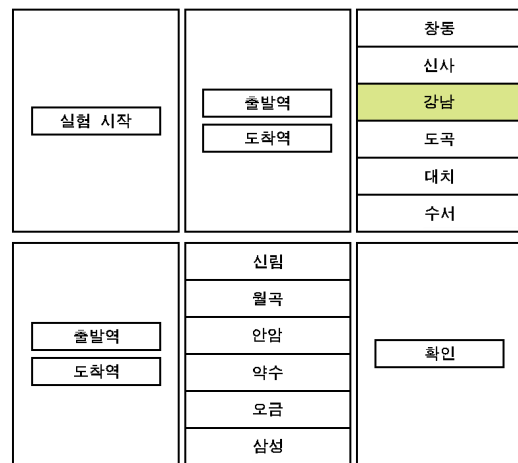 실험 시작
출발역
도착역
창동
신사
강남
도곡
대치
수서
출발역
도착역
신림
월곡
안암
약수
오금
삼성
확인